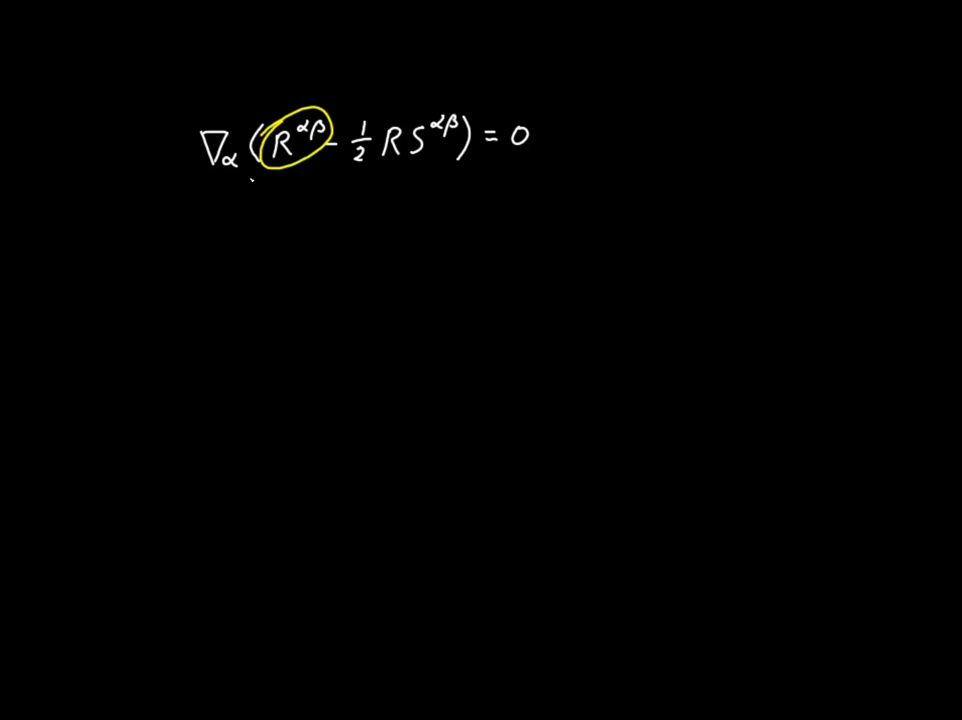 ∇α (R^αβ - 1/2 R S^αβ) = 0